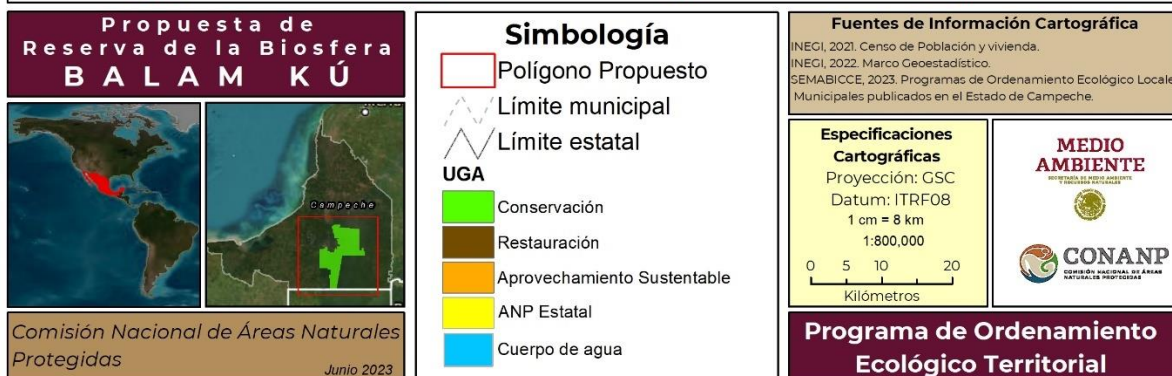 Propuesta de
Reserva de la Biosfera
BALAM KÚ
Campeche
Comisión Nacional de Áreas Naturales
Protegidas
Junio 2023
Simbología
Polígono Propuesto
Límite municipal
Límite estatal
UGA
Conservación
Restauración
Aprovechamiento Sustentable
ANP Estatal
Cuerpo de agua
Fuentes de Información Cartográfica
INEGI, 2021. Censo de Población y vivienda.
INEGI, 2022. Marco Geoestadístico.
SEMABICCE, 2023. Programas de Ordenamiento Ecológico Locale
Municipales publicados en el Estado de Campeche.
Especificaciones
Cartográficas
Proyección: GSC
Datum: ITRF08
1 cm = 8 km
1:800,000
0 5 10 20
Kilómetros
MEDIO
AMBIENTE
SECRETARÍA DE MEDIO AMBIENTE
Y RECURSOS NATURALES
CONANP
COMISIÓN NACIONAL DE ÁREAS
NATURALES PROTEGIDAS
Programa de Ordenamiento
Ecológico Territorial